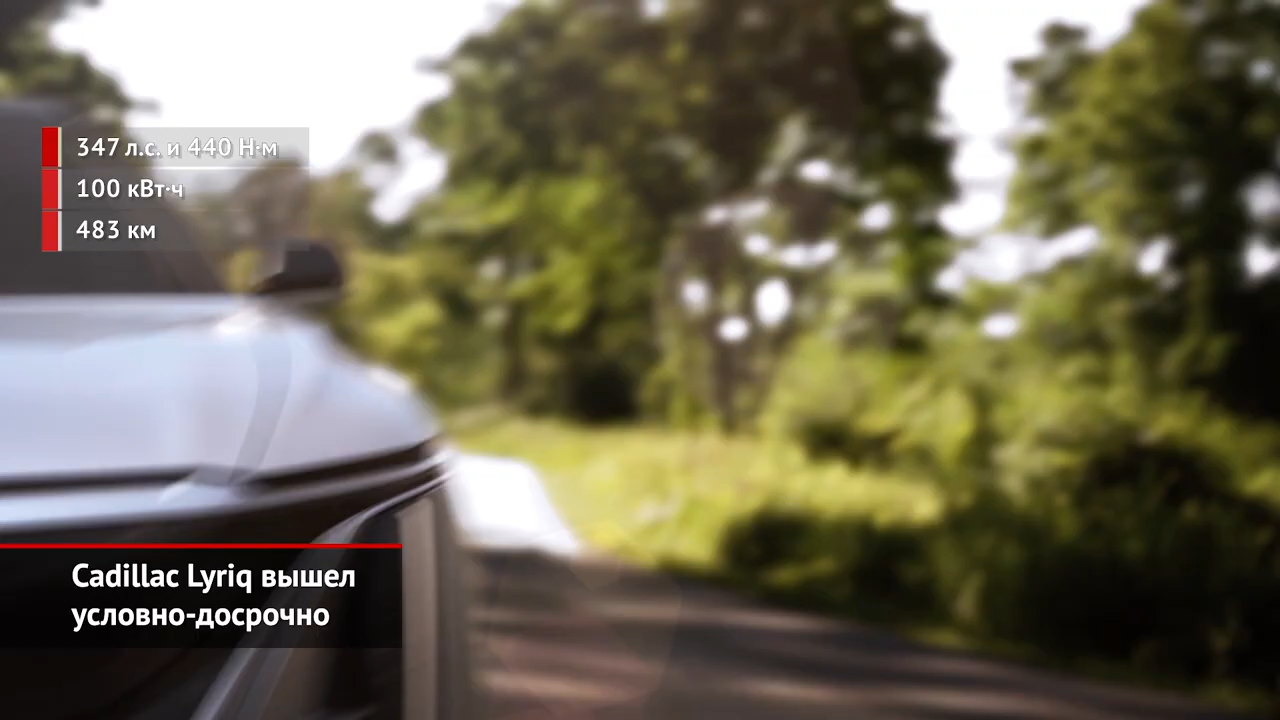 347 л.с. и 440 Н·м
100 кВт·ч
483 км
Cadillac Lyriq вышел
условно-досрочно